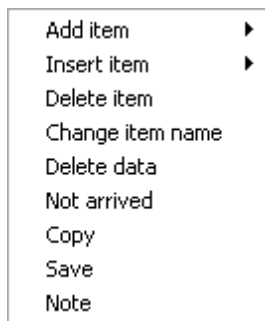 Add item
Insert item
Delete item
Change item name
Delete data
Not arrived
Copy
Save
Note